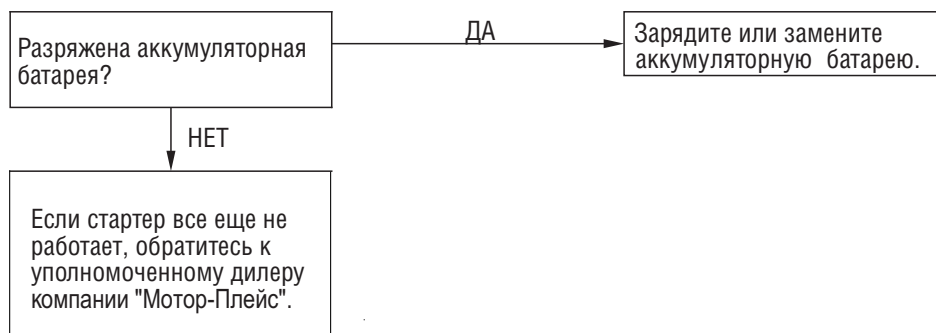 Разряжена аккумуляторная
батарея?
ДА
Зарядите или замените
аккумуляторную батарею.
НЕТ
Если стартер все еще не
работает, обратитесь к
уполномоченному дилеру
компании "Мотор-Плейс".